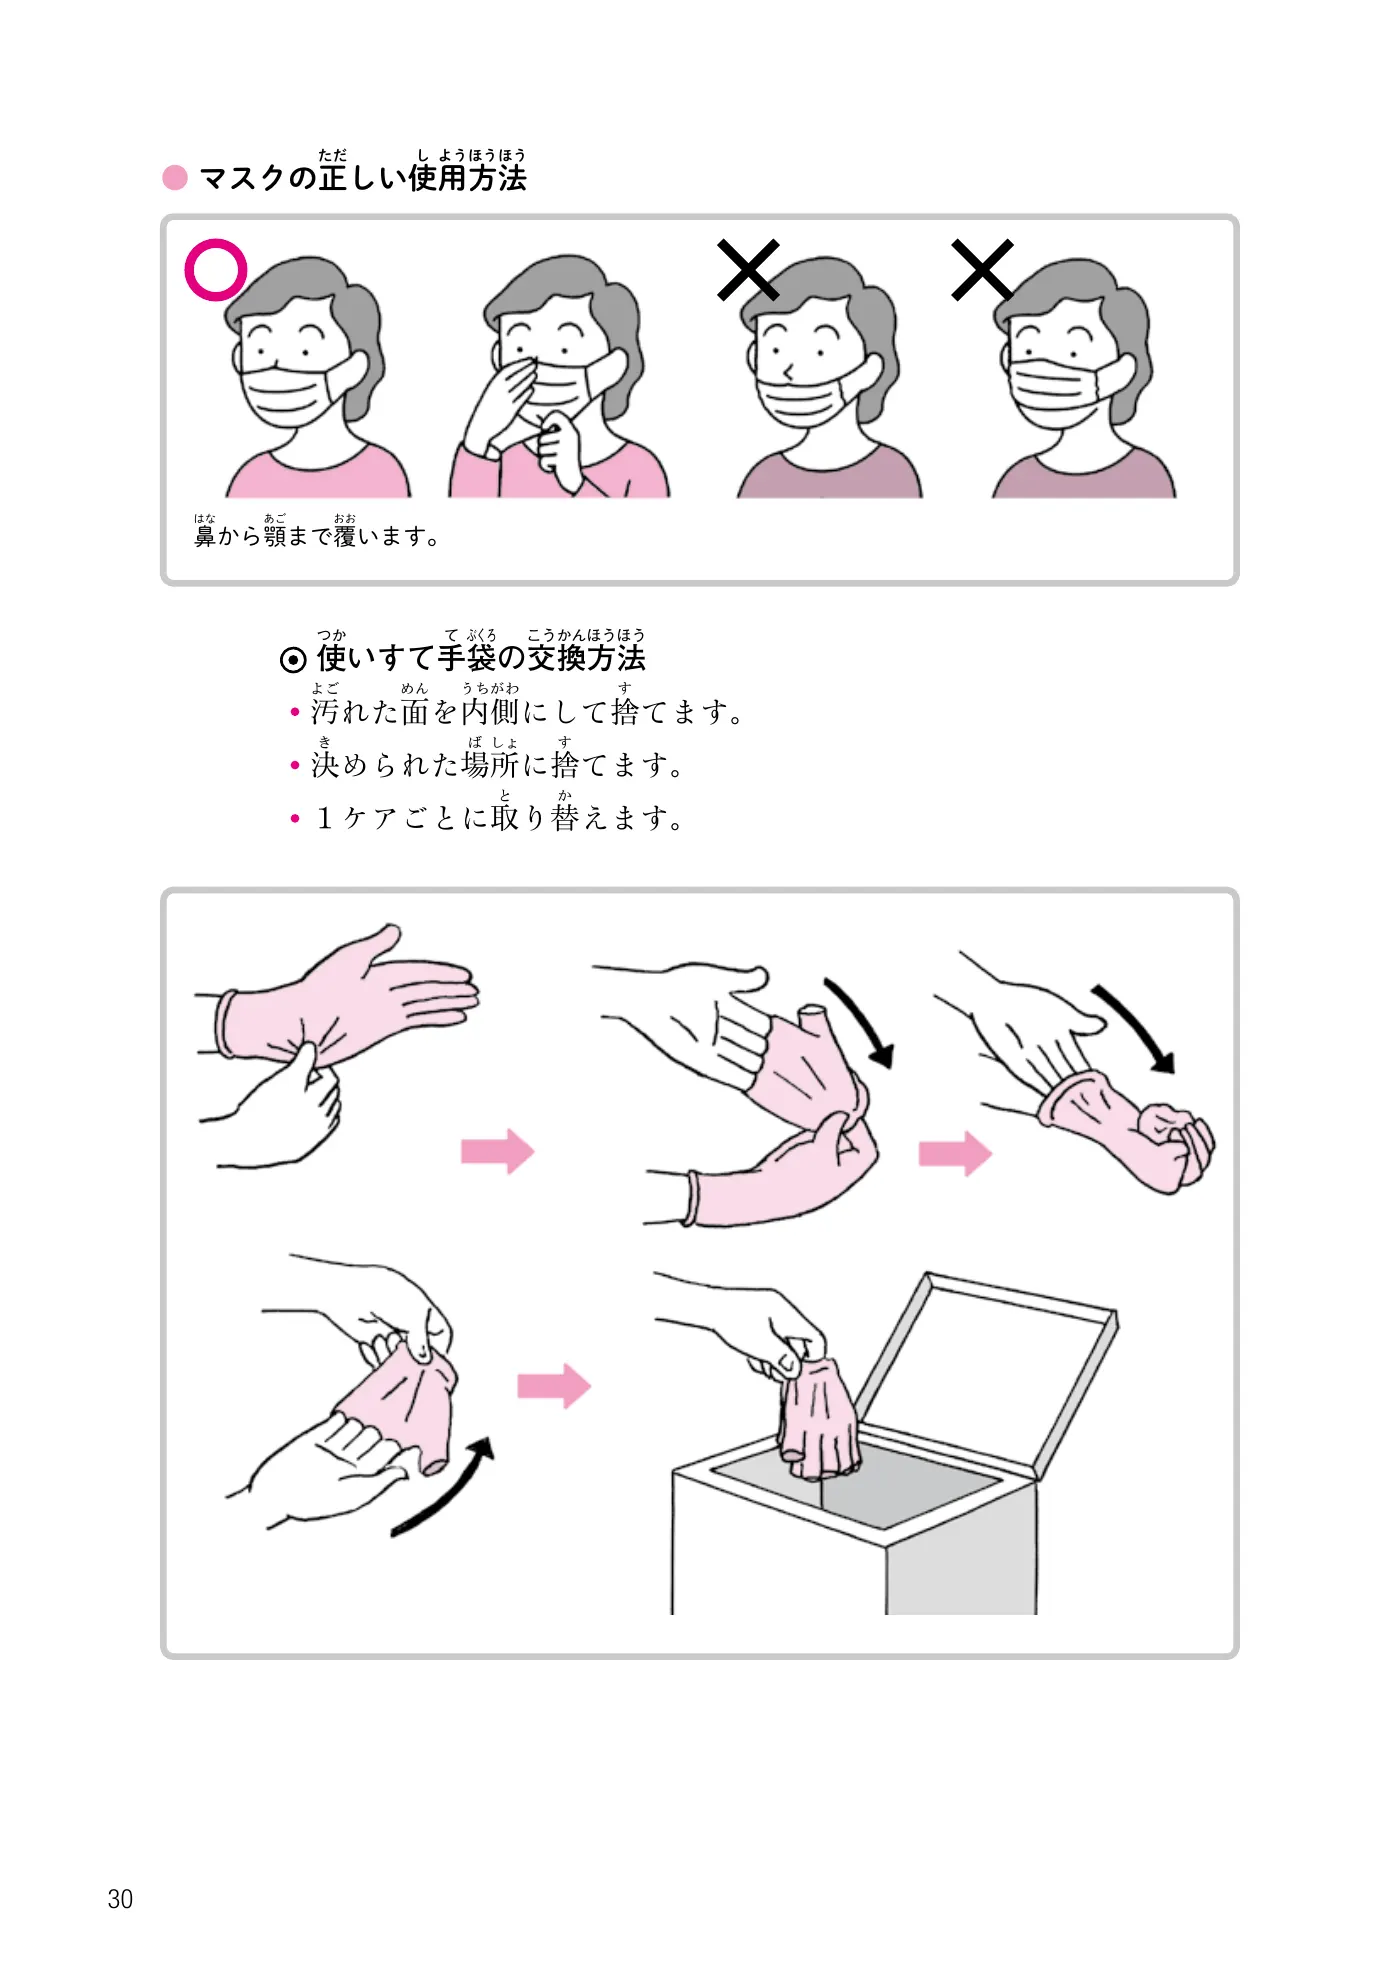 マスクの正しい使用方法
鼻から顎まで覆います。
使いすて手袋の交換方法
・汚れた面を内側にして捨てます。
・決められた場所に捨てます。
・１ケアごとに取り替えます。
30